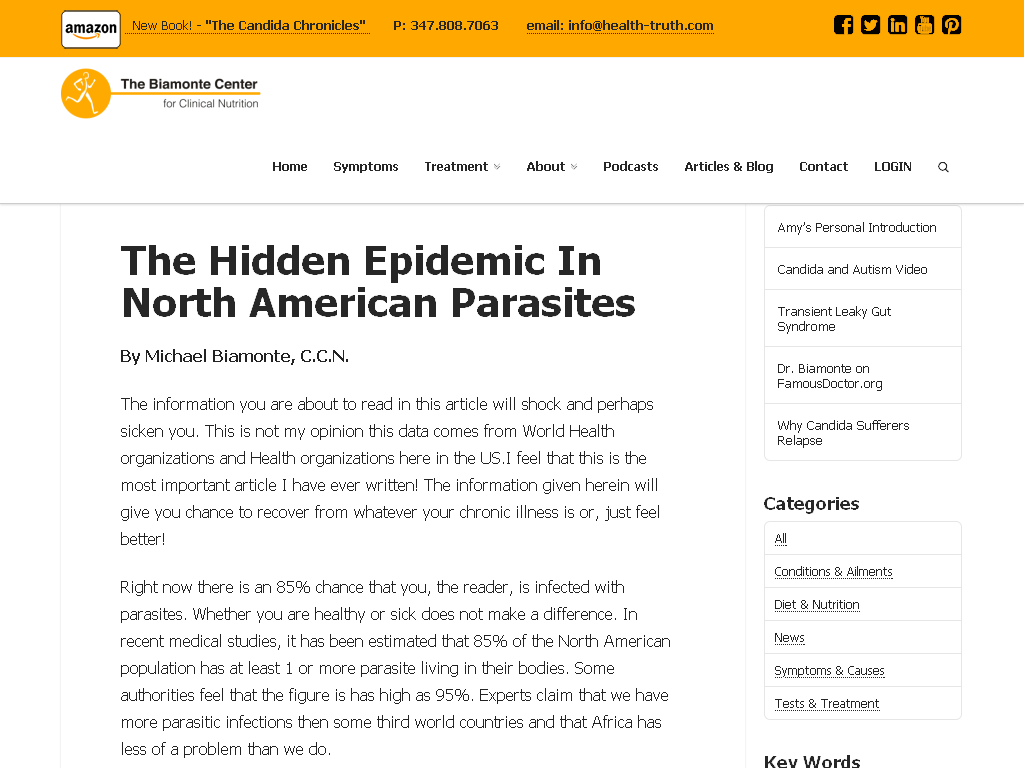 amazon
New Book! - "The Candida Chronicles"
P: 347.808.7063
email: info@health-truth.com
The Biamonte Center
for Clinical Nutrition
Home
Symptoms
Treatment
About
Podcasts
Articles & Blog
Contact
LOGIN
The Hidden Epidemic In
North American Parasites
By Michael Biamonte, C.C.N.
The information you are about to read in this article will shock and perhaps
sicken you. This is not my opinion this data comes from World Health
organizations and Health organizations here in the US.I feel that this is the
most important article I have ever written! The information given herein will
give you chance to recover from whatever your chronic illness is or, just feel
better!
Right now there is an 85% chance that you, the reader, is infected with
parasites. Whether you are healthy or sick does not make a difference. In
recent medical studies, it has been estimated that 85% of the North American
population has at least 1 or more parasite living in their bodies. Some
authorities feel that the figure is has high as 95%. Experts claim that we have
more parasitic infections then some third world countries and that Africa has
less of a problem than we do.
Amy's Personal Introduction
Candida and Autism Video
Transient Leaky Gut
Syndrome
Dr. Biamonte on
FamousDoctor.org
Why Candida Sufferers
Relapse
Categories
All
Conditions & Ailments
Diet & Nutrition
News
Symptoms & Causes
Tests & Treatment
Key Words